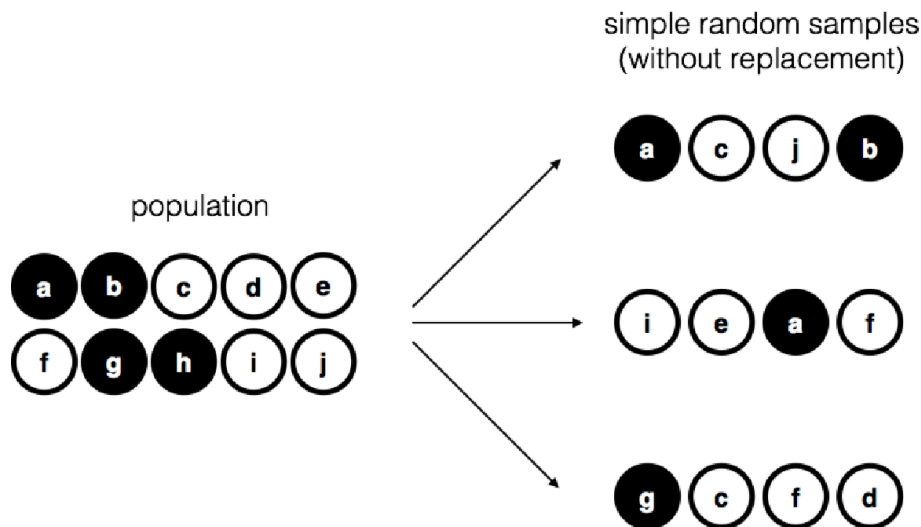 simple random samples
(without replacement)
a c j b
population
a b c d e
f g h i j
i e a f
g c f d